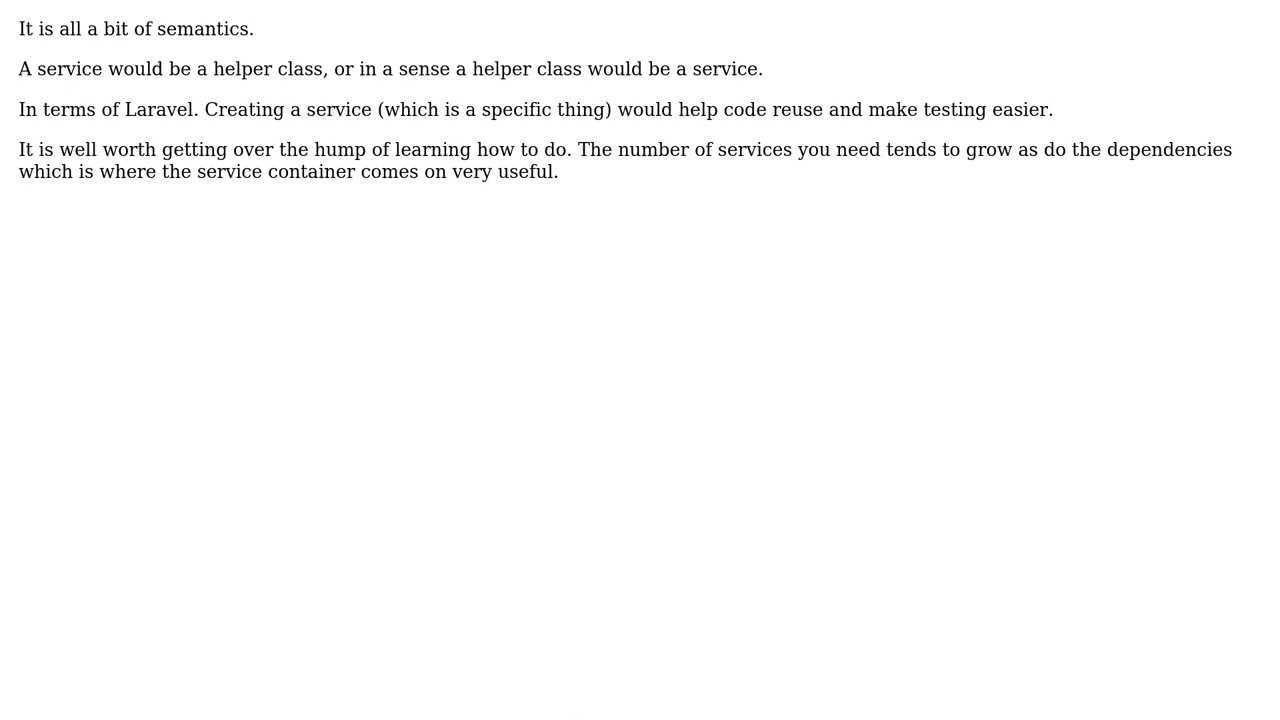 It is all a bit of semantics.
A service would be a helper class, or in a sense a helper class would be a service.
In terms of Laravel. Creating a service (which is a specific thing) would help code reuse and make testing easier.
It is well worth getting over the hump of learning how to do. The number of services you need tends to grow as do the dependencies
which is where the service container comes on very useful.